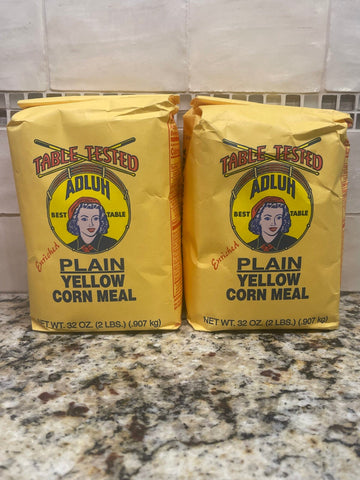 TABLE TESTED
ADLUH
BEST TABLE
Enriched
PLAIN
YELLOW
CORN MEAL
NET WT. 32 OZ. (2 LBS.) (.907 kg)
TABLE TESTED
ADLUH
BEST TABLE
Enriched
PLAIN
YELLOW
CORN MEAL
NET WT. 32 OZ. (2 LBS.) (.907 kg)